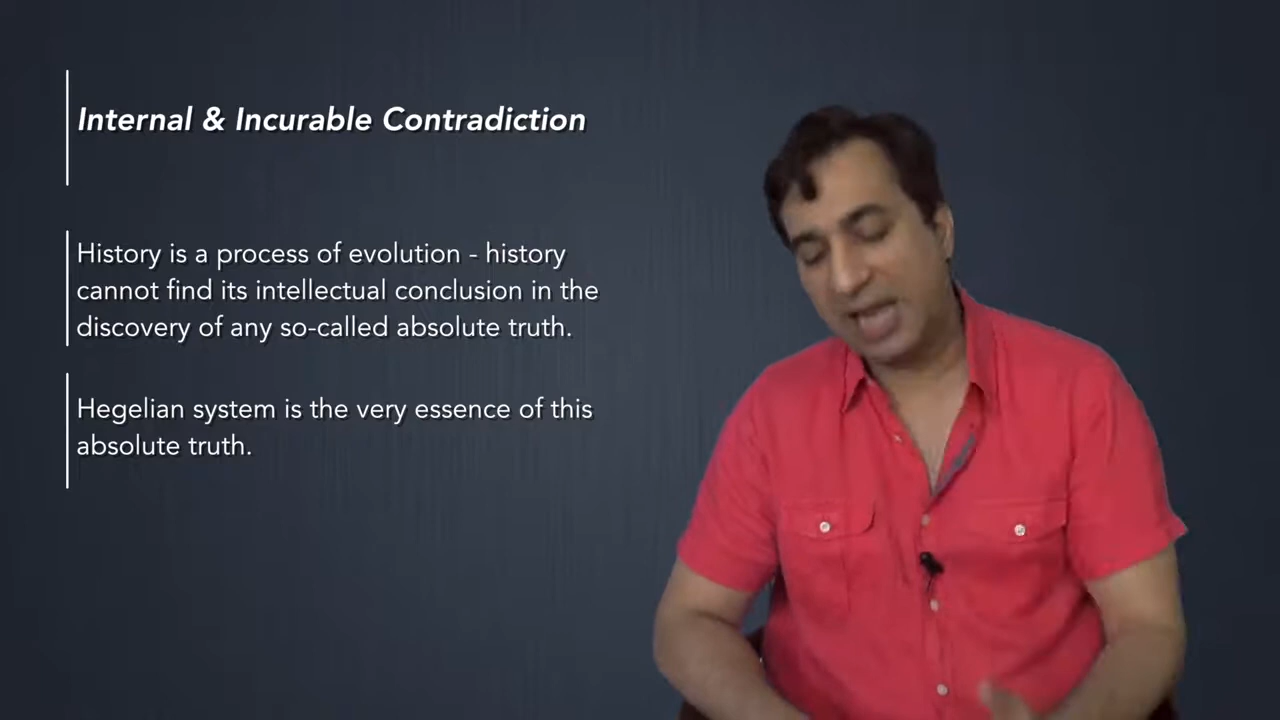 Internal & Incurable Contradiction
History is a process of evolution - history
cannot find its intellectual conclusion in the
discovery of any so-called absolute truth.
Hegelian system is the very essence of this
absolute truth.